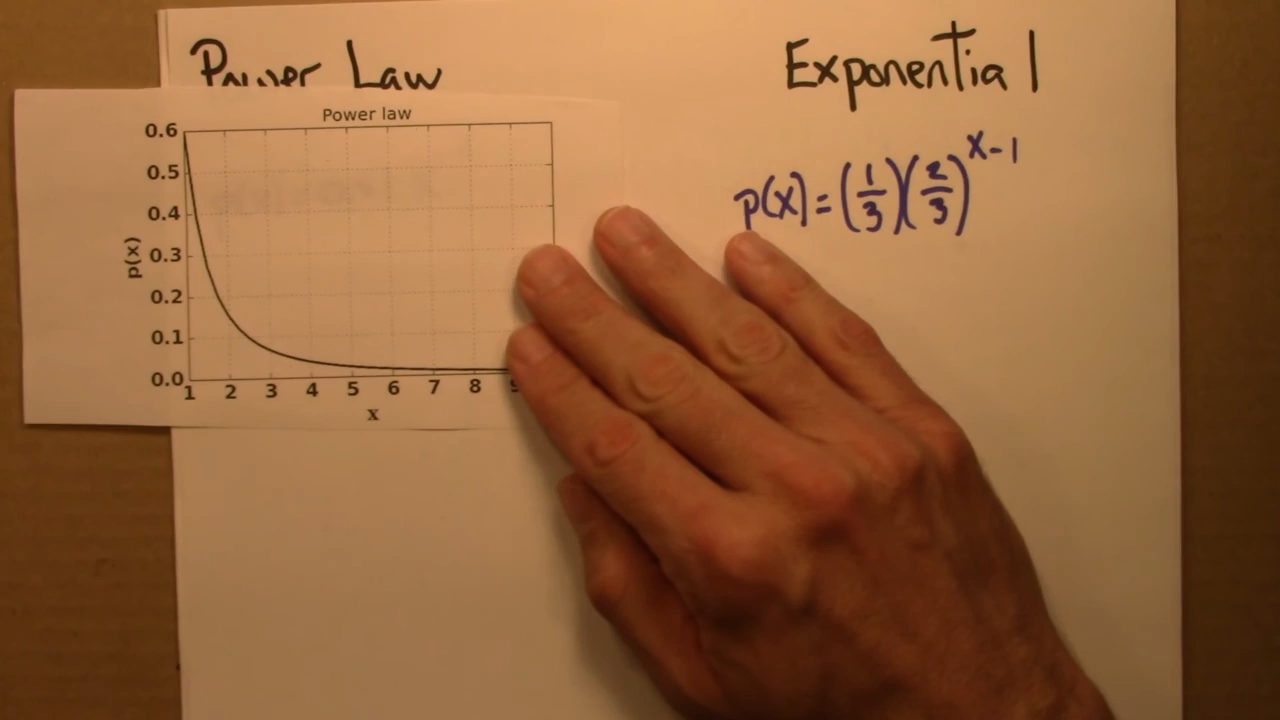 Power Law
Exponential
Power law
p(x) = (1/3)(2/3)^{x-1}
0.6
0.5
0.4
0.3
0.2
0.1
0.0
p(x)
1 2 3 4 5 6 7 8
x